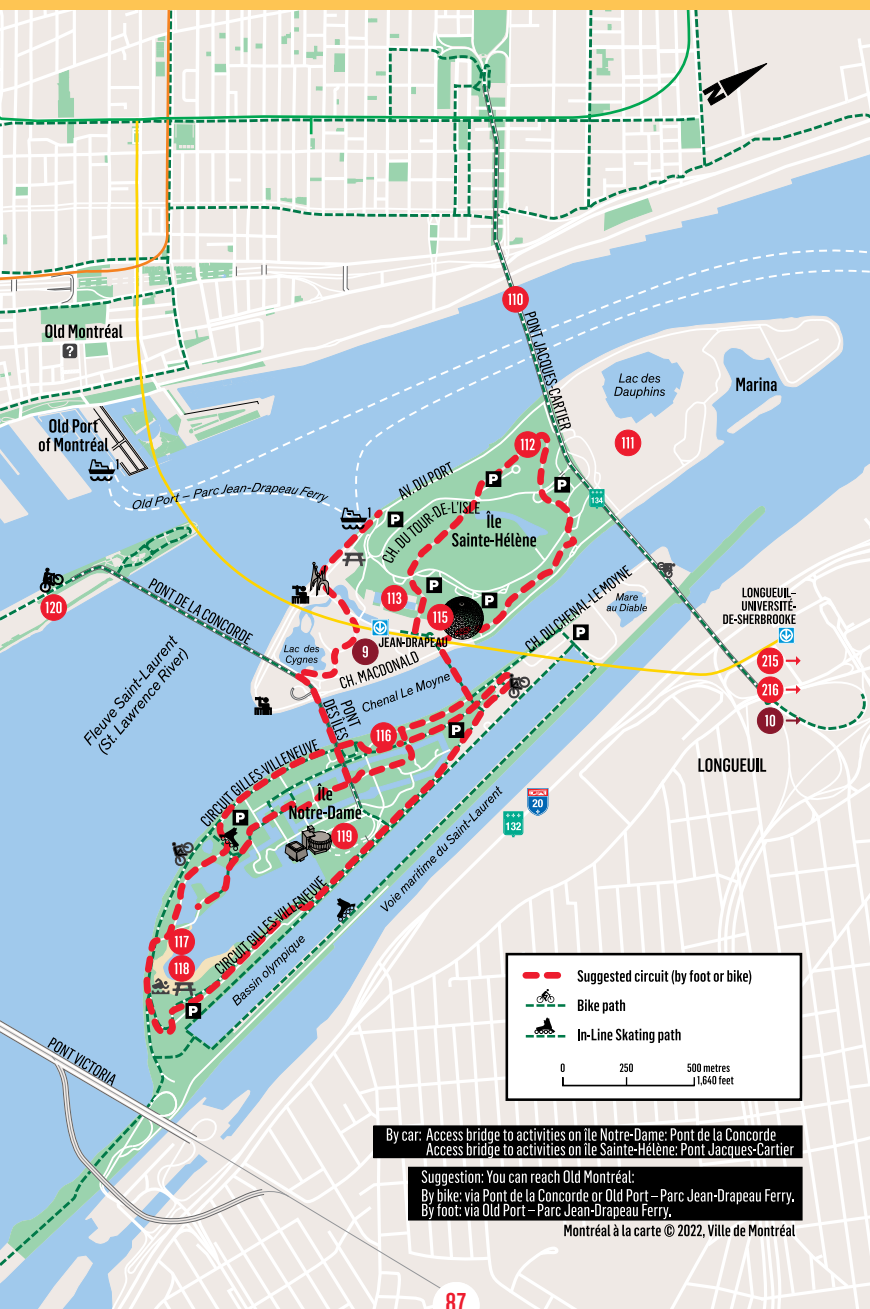 N
110
PONT JACQUES-CARTIER
Old Montréal
?
Lac des
Dauphins
Marina
Old Port
of Montréal
1
111
112
AV. DU PORT
P
P
134
Old Port – Parc Jean-Drapeau Ferry
1
P
CH. DU TOUR-DE-L'ISLE
Île
Sainte-Hélène
120
PONT DE LA CONCORDE
113
P
P
115
CH. DU CHENAL-LE MOYNE
Mare
au Diable
LONGUEUIL–
UNIVERSITÉ-
DE-SHERBROOKE
JEAN-DRAPEAU
P
Lac des
Cygnes
9
CH. MACDONALD
215
216
10
Fleuve Saint-Laurent
(St. Lawrence River)
Chenal Le Moyne
PONT
DES ÎLES
116
P
LONGUEUIL
CIRCUIT GILLES-VILLENEUVE
Île
Notre-Dame
P
119
20
132
Voie maritime du Saint-Laurent
CIRCUIT GILLES-VILLENEUVE
117
118
Bassin olympique
P
PONT VICTORIA
Suggested circuit (by foot or bike)
Bike path
In-Line Skating path
0 250 500 metres
1,640 feet
By car: Access bridge to activities on île Notre-Dame: Pont de la Concorde
Access bridge to activities on île Sainte-Hélène: Pont Jacques-Cartier
Suggestion: You can reach Old Montréal:
By bike: via Pont de la Concorde or Old Port – Parc Jean-Drapeau Ferry.
By foot: via Old Port – Parc Jean-Drapeau Ferry.
Montréal à la carte © 2022, Ville de Montréal
87